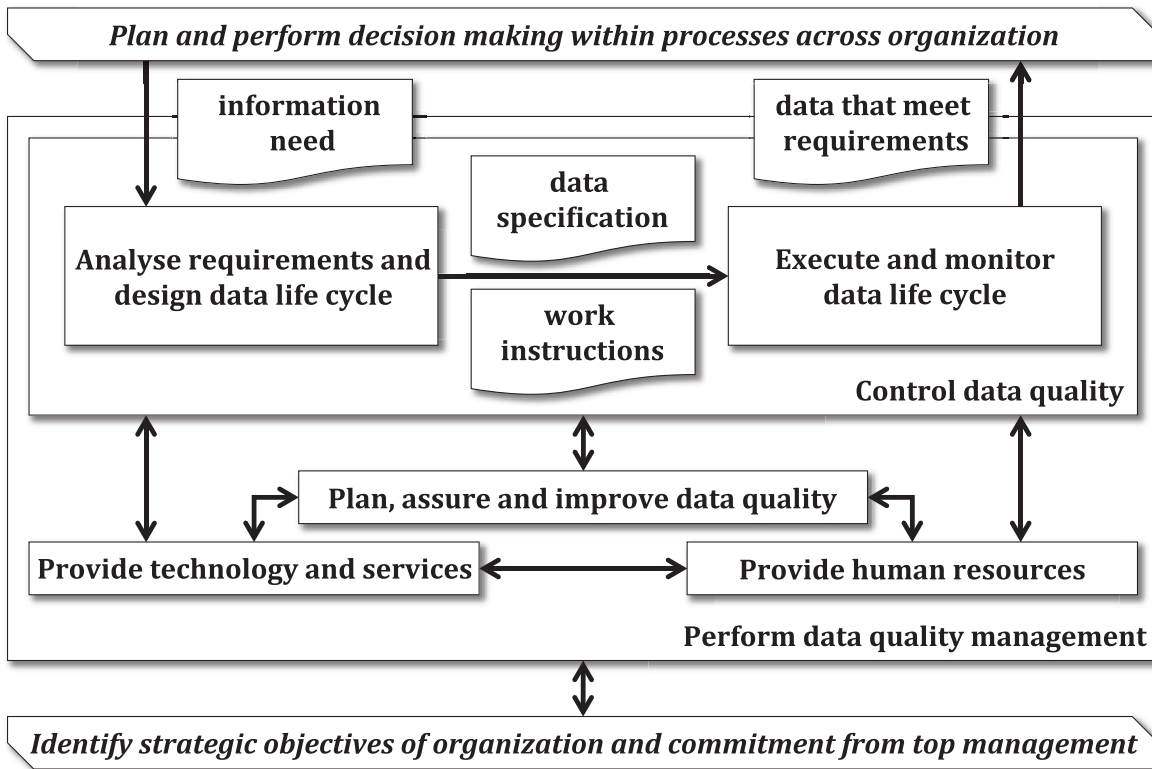 Plan and perform decision making within processes across organization
information
need
data that meet
requirements
data
specification
Analyse requirements and
design data life cycle
Execute and monitor
data life cycle
work
instructions
Control data quality
Plan, assure and improve data quality
Provide technology and services
Provide human resources
Perform data quality management
Identify strategic objectives of organization and commitment from top management